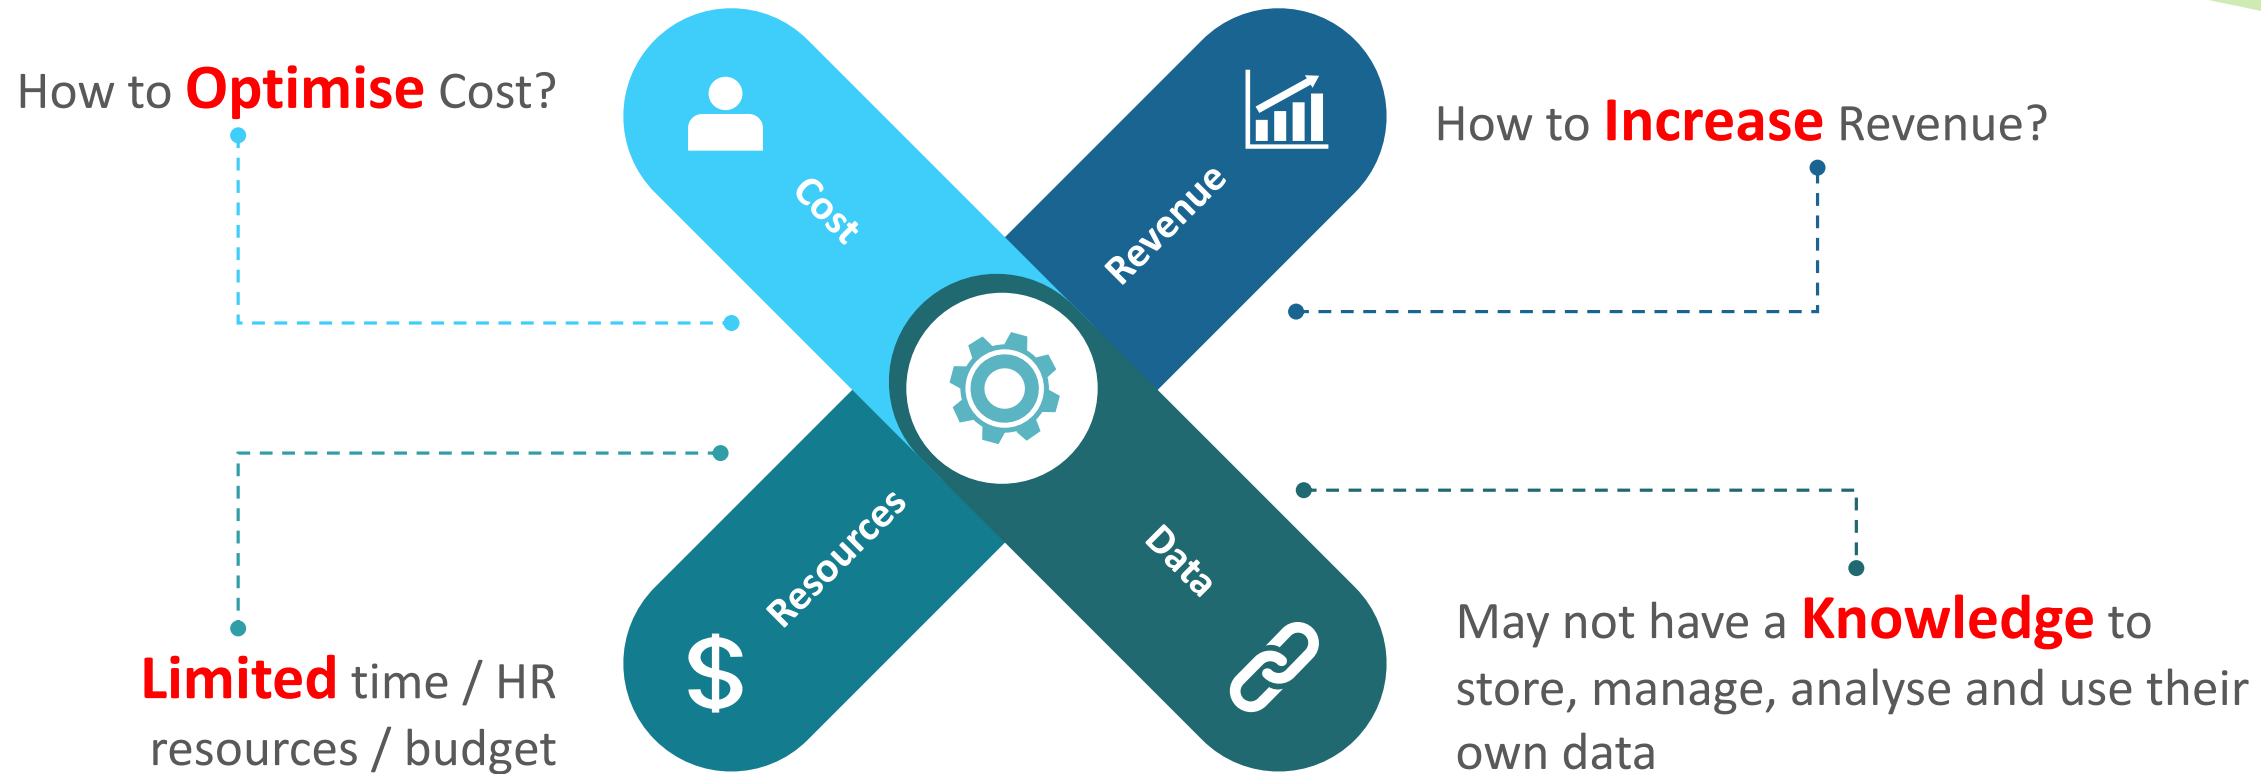 How to Optimise Cost?
How to Increase Revenue?
Cost
Revenue
Resources
Data
Limited time / HR
resources / budget
May not have a Knowledge to
store, manage, analyse and use their
own data